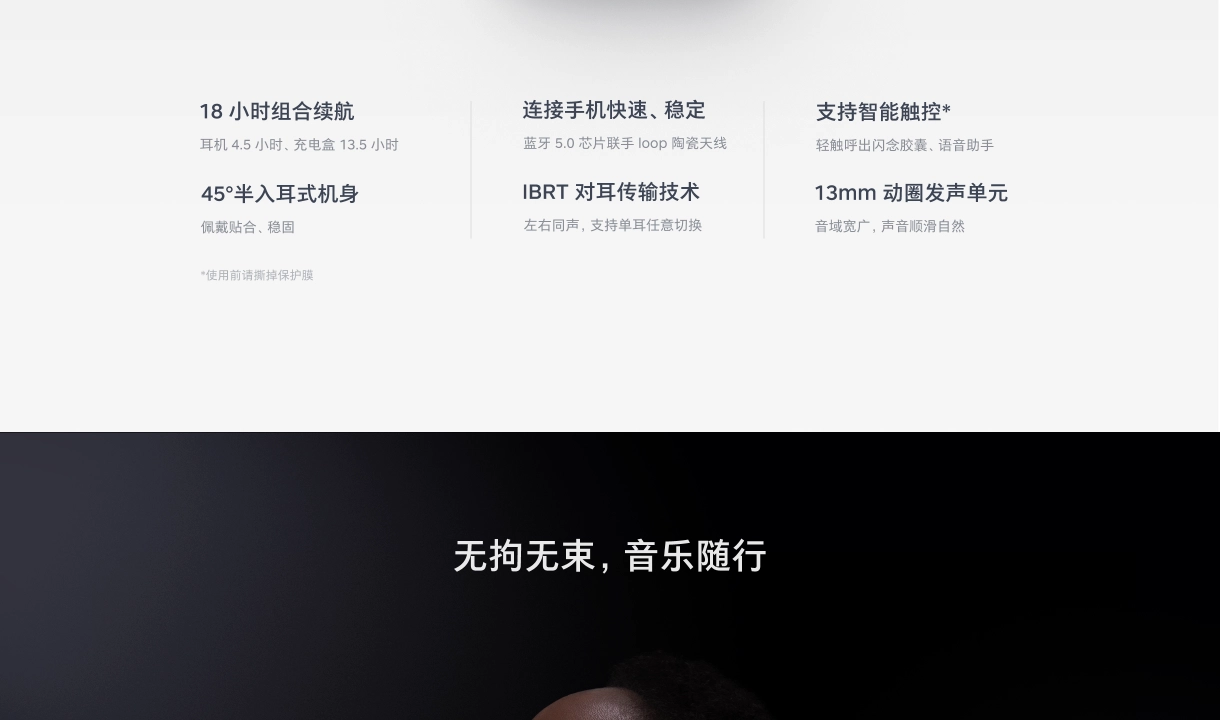 18 小时组合续航
耳机 4.5 小时、充电盒 13.5 小时
45°半入耳式机身
佩戴贴合、稳固
*使用前请撕掉保护膜
连接手机快速、稳定
蓝牙 5.0 芯片联手 loop 陶瓷天线
IBRT 对耳传输技术
左右同声，支持单耳任意切换
支持智能触控*
轻触呼出闪念胶囊、语音助手
13mm 动圈发声单元
音域宽广，声音顺滑自然
无拘无束，音乐随行